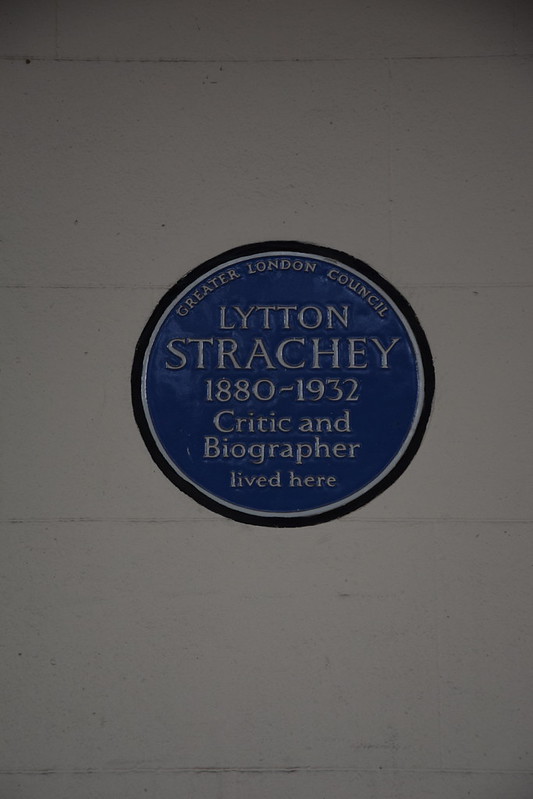 GREATER LONDON COUNCIL
LYTTON
STRACHEY
1880~1932
Critic and
Biographer
lived here